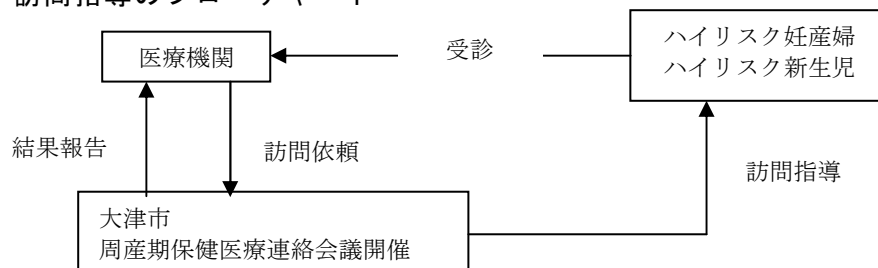 訪問指導のフローチャート
医療機関
受診
ハイリスク妊産婦
ハイリスク新生児
結果報告
訪問依頼
訪問指導
大津市
周産期保健医療連絡会議開催